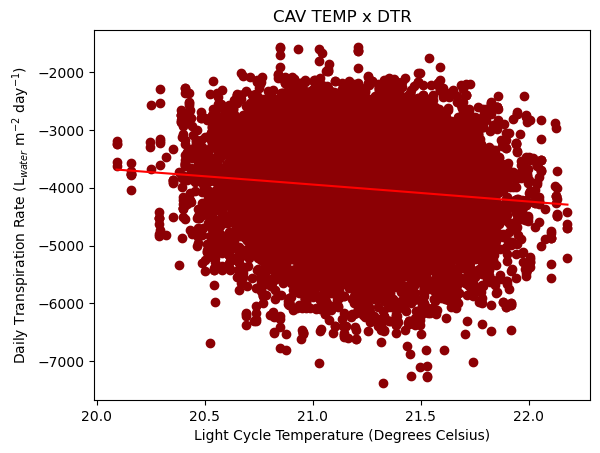 CAV TEMP x DTR
Daily Transpiration Rate (L_water m⁻² day⁻¹)
−2000
−3000
−4000
−5000
−6000
−7000
20.0 20.5 21.0 21.5 22.0
Light Cycle Temperature (Degrees Celsius)